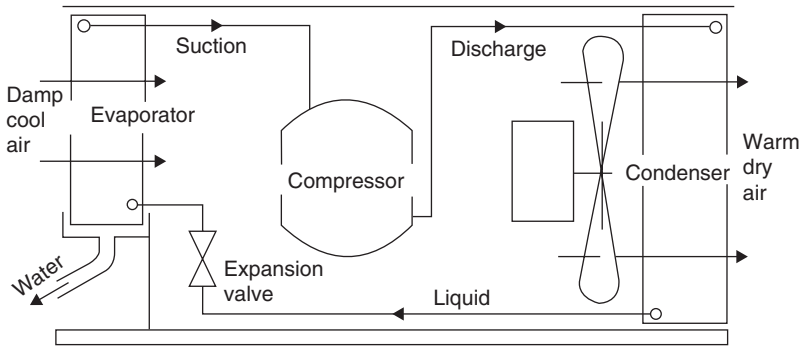 Suction
Discharge
Damp
cool
air
Evaporator
Compressor
Condenser
Warm
dry
air
Water
Expansion
valve
Liquid